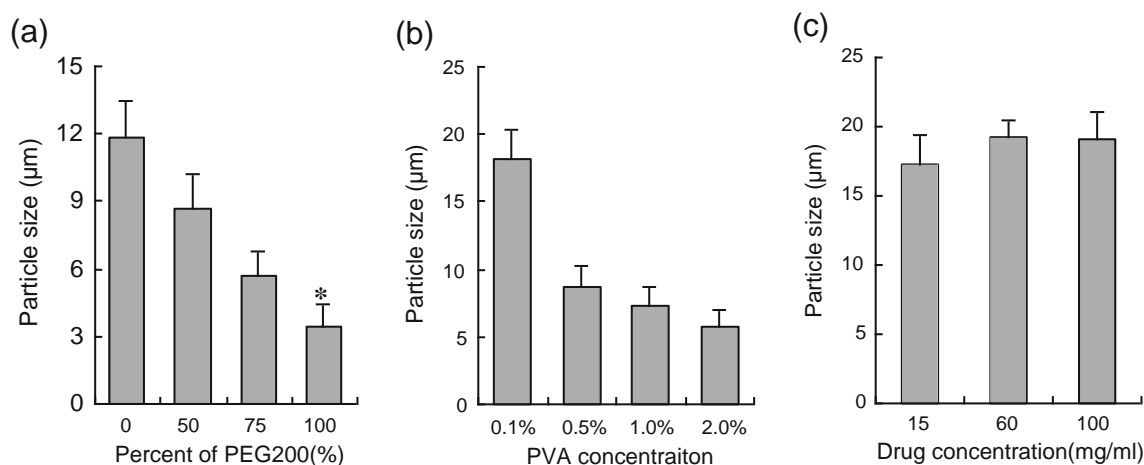 (a)
15
12
9
6
3
0
Particle size (µm)
*
0 50 75 100
Percent of PEG200(%)
(b)
25
20
15
10
5
0
Particle size (µm)
0.1% 0.5% 1.0% 2.0%
PVA concentraiton
(c)
25
20
15
10
5
0
Particle size (µm)
15 60 100
Drug concentration(mg/ml)